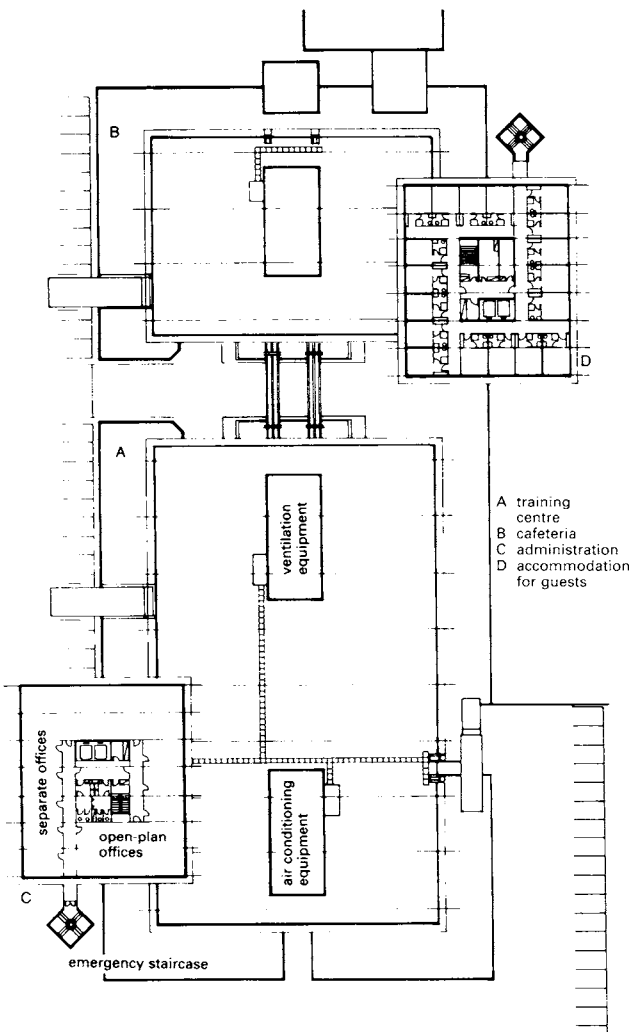 B
D
A
ventilation
equipment
A training
centre
B cafeteria
C administration
D accommodation
for guests
separate offices
open-plan
offices
air conditioning
equipment
C
emergency staircase